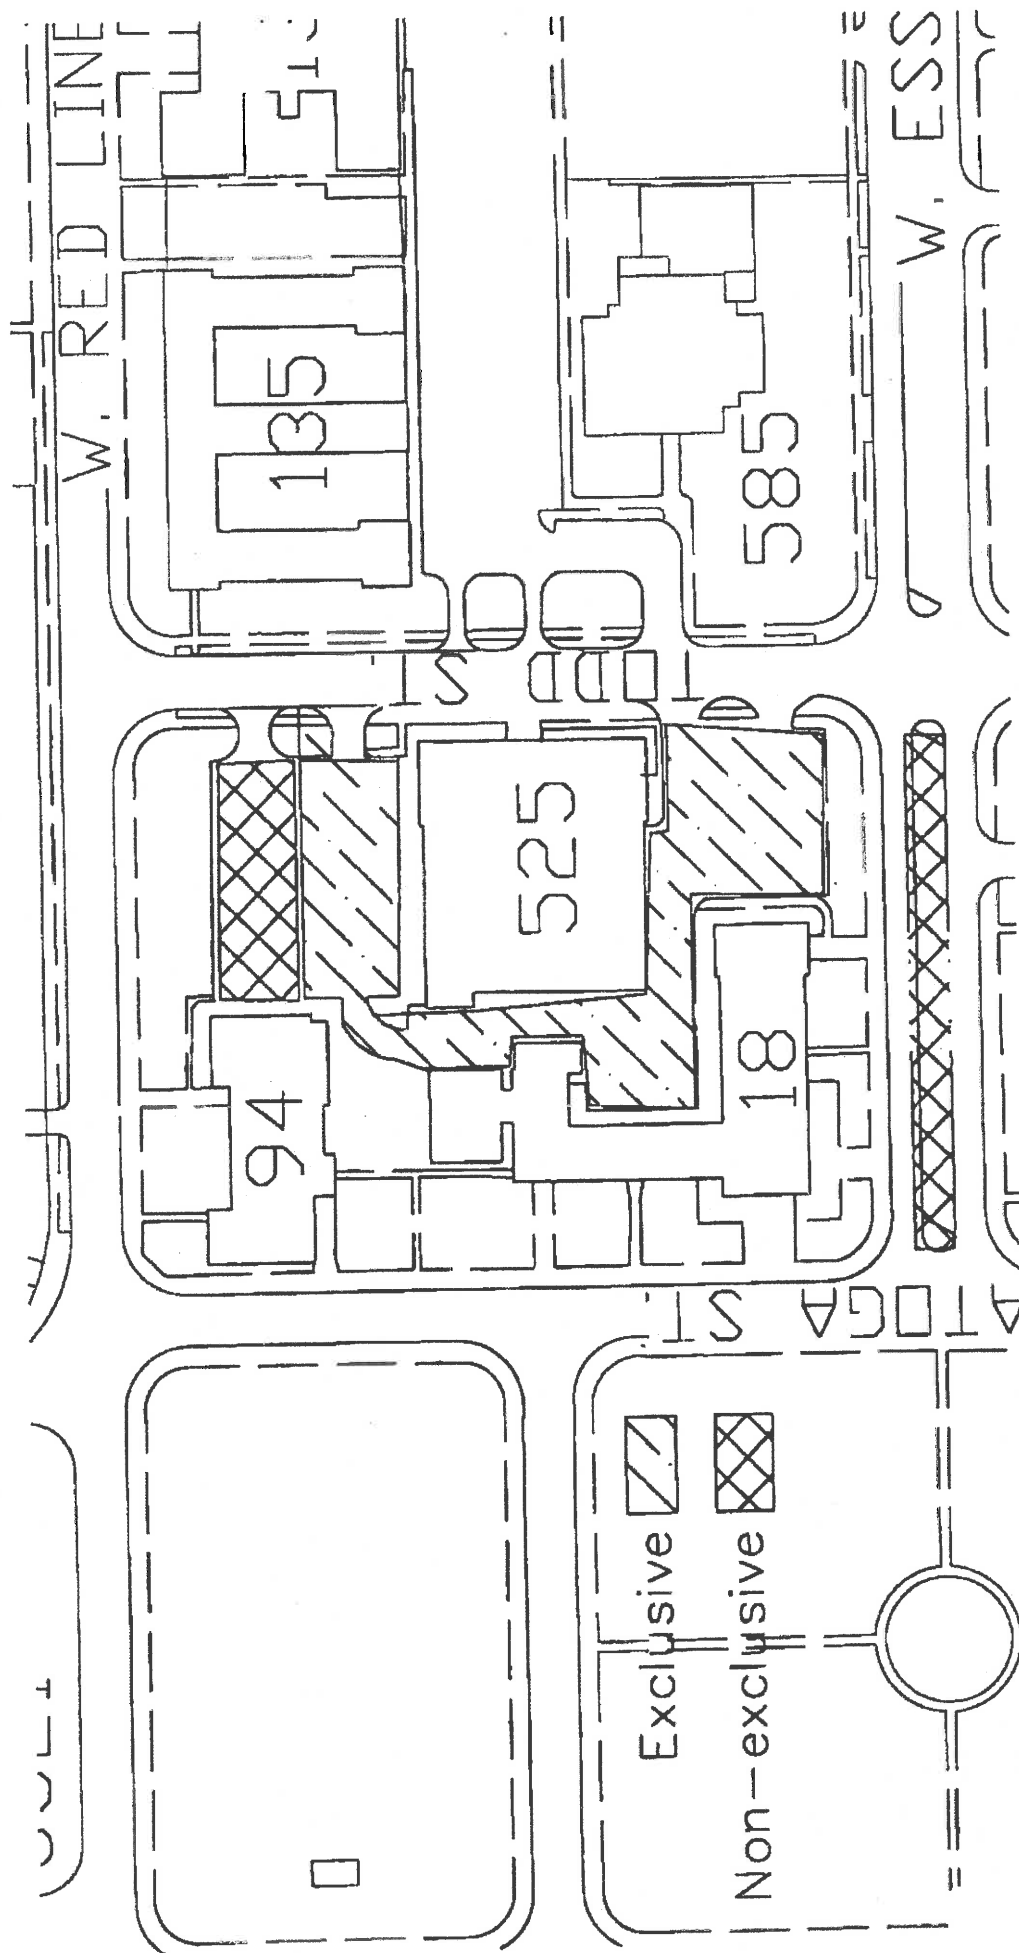 W. RED LINE
135
W. ESS
585
TODD ST
525
94
18
ATOGA ST
Exclusive
Non-exclusive